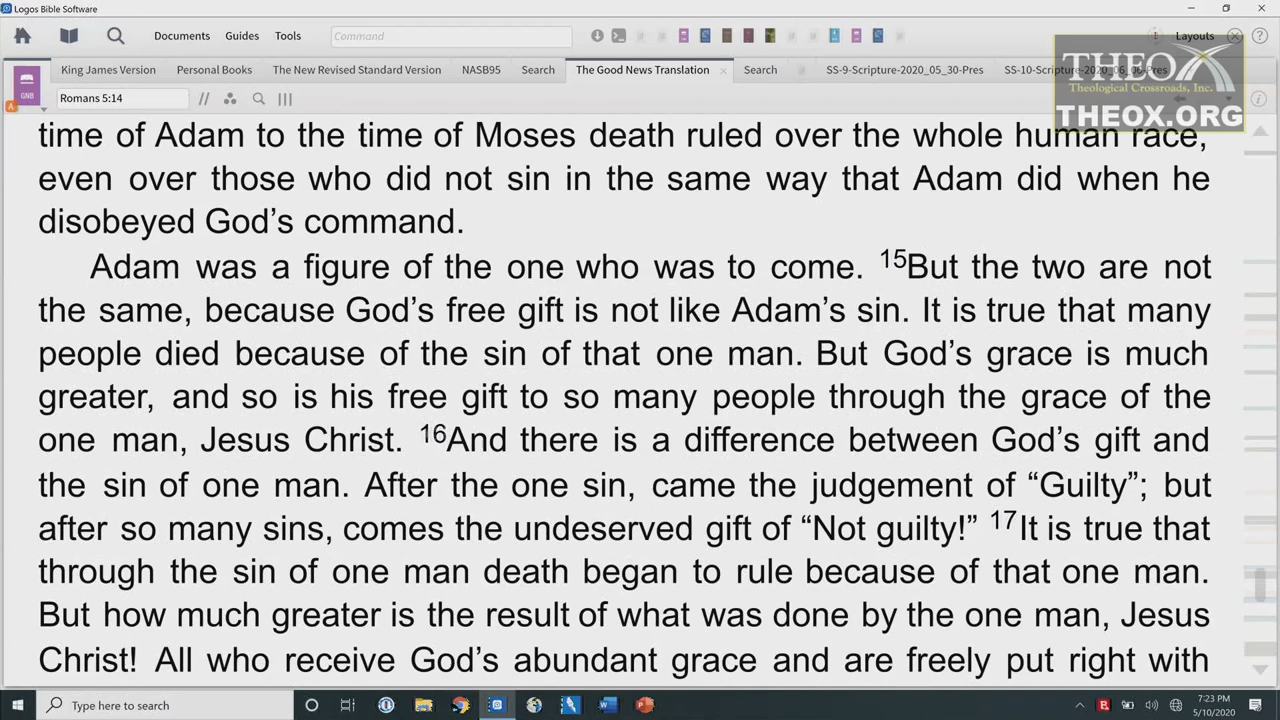 Logos Bible Software
Documents Guides Tools Command Layouts
THEOX
Theological Crossroads, Inc.
THEOX.ORG
King James Version Personal Books The New Revised Standard NASB95 Search The Good News Translation Search SS-9-Scripture-2020_05_30-Pres SS-10-Scripture-2020_06_06-Pres
GNB
A
Romans 5:14
time of Adam to the time of Moses death ruled over the whole human race,
even over those who did not sin in the same way that Adam did when he
disobeyed God’s command.
Adam was a figure of the one who was to come. 15But the two are not
the same, because God’s free gift is not like Adam’s sin. It is true that many
people died because of the sin of that one man. But God’s grace is much
greater, and so is his free gift to so many people through the grace of the
one man, Jesus Christ. 16And there is a difference between God’s gift and
the sin of one man. After the one sin, came the judgement of “Guilty”; but
after so many sins, comes the undeserved gift of “Not guilty!” 17It is true that
through the sin of one man death began to rule because of that one man.
But how much greater is the result of what was done by the one man, Jesus
Christ! All who receive God’s abundant grace and are freely put right with
Type here to search
7:23 PM
5/10/2020